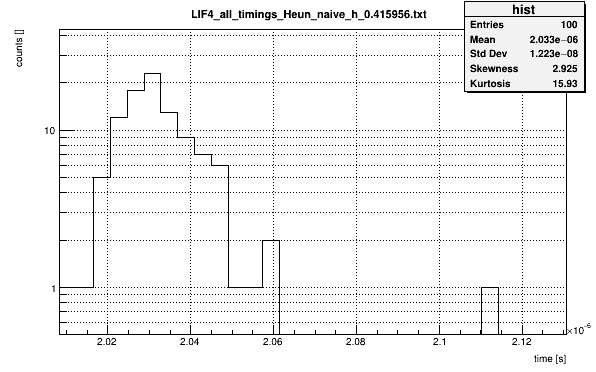 LIF4_all_timings_Heun_naive_h_0.415956.txt
hist
Entries 100
Mean 2.033e−06
Std Dev 1.223e−08
Skewness 2.925
Kurtosis 15.93
counts []
10
1
2.02 2.04 2.06 2.08 2.1 2.12
×10⁻⁶
time [s]